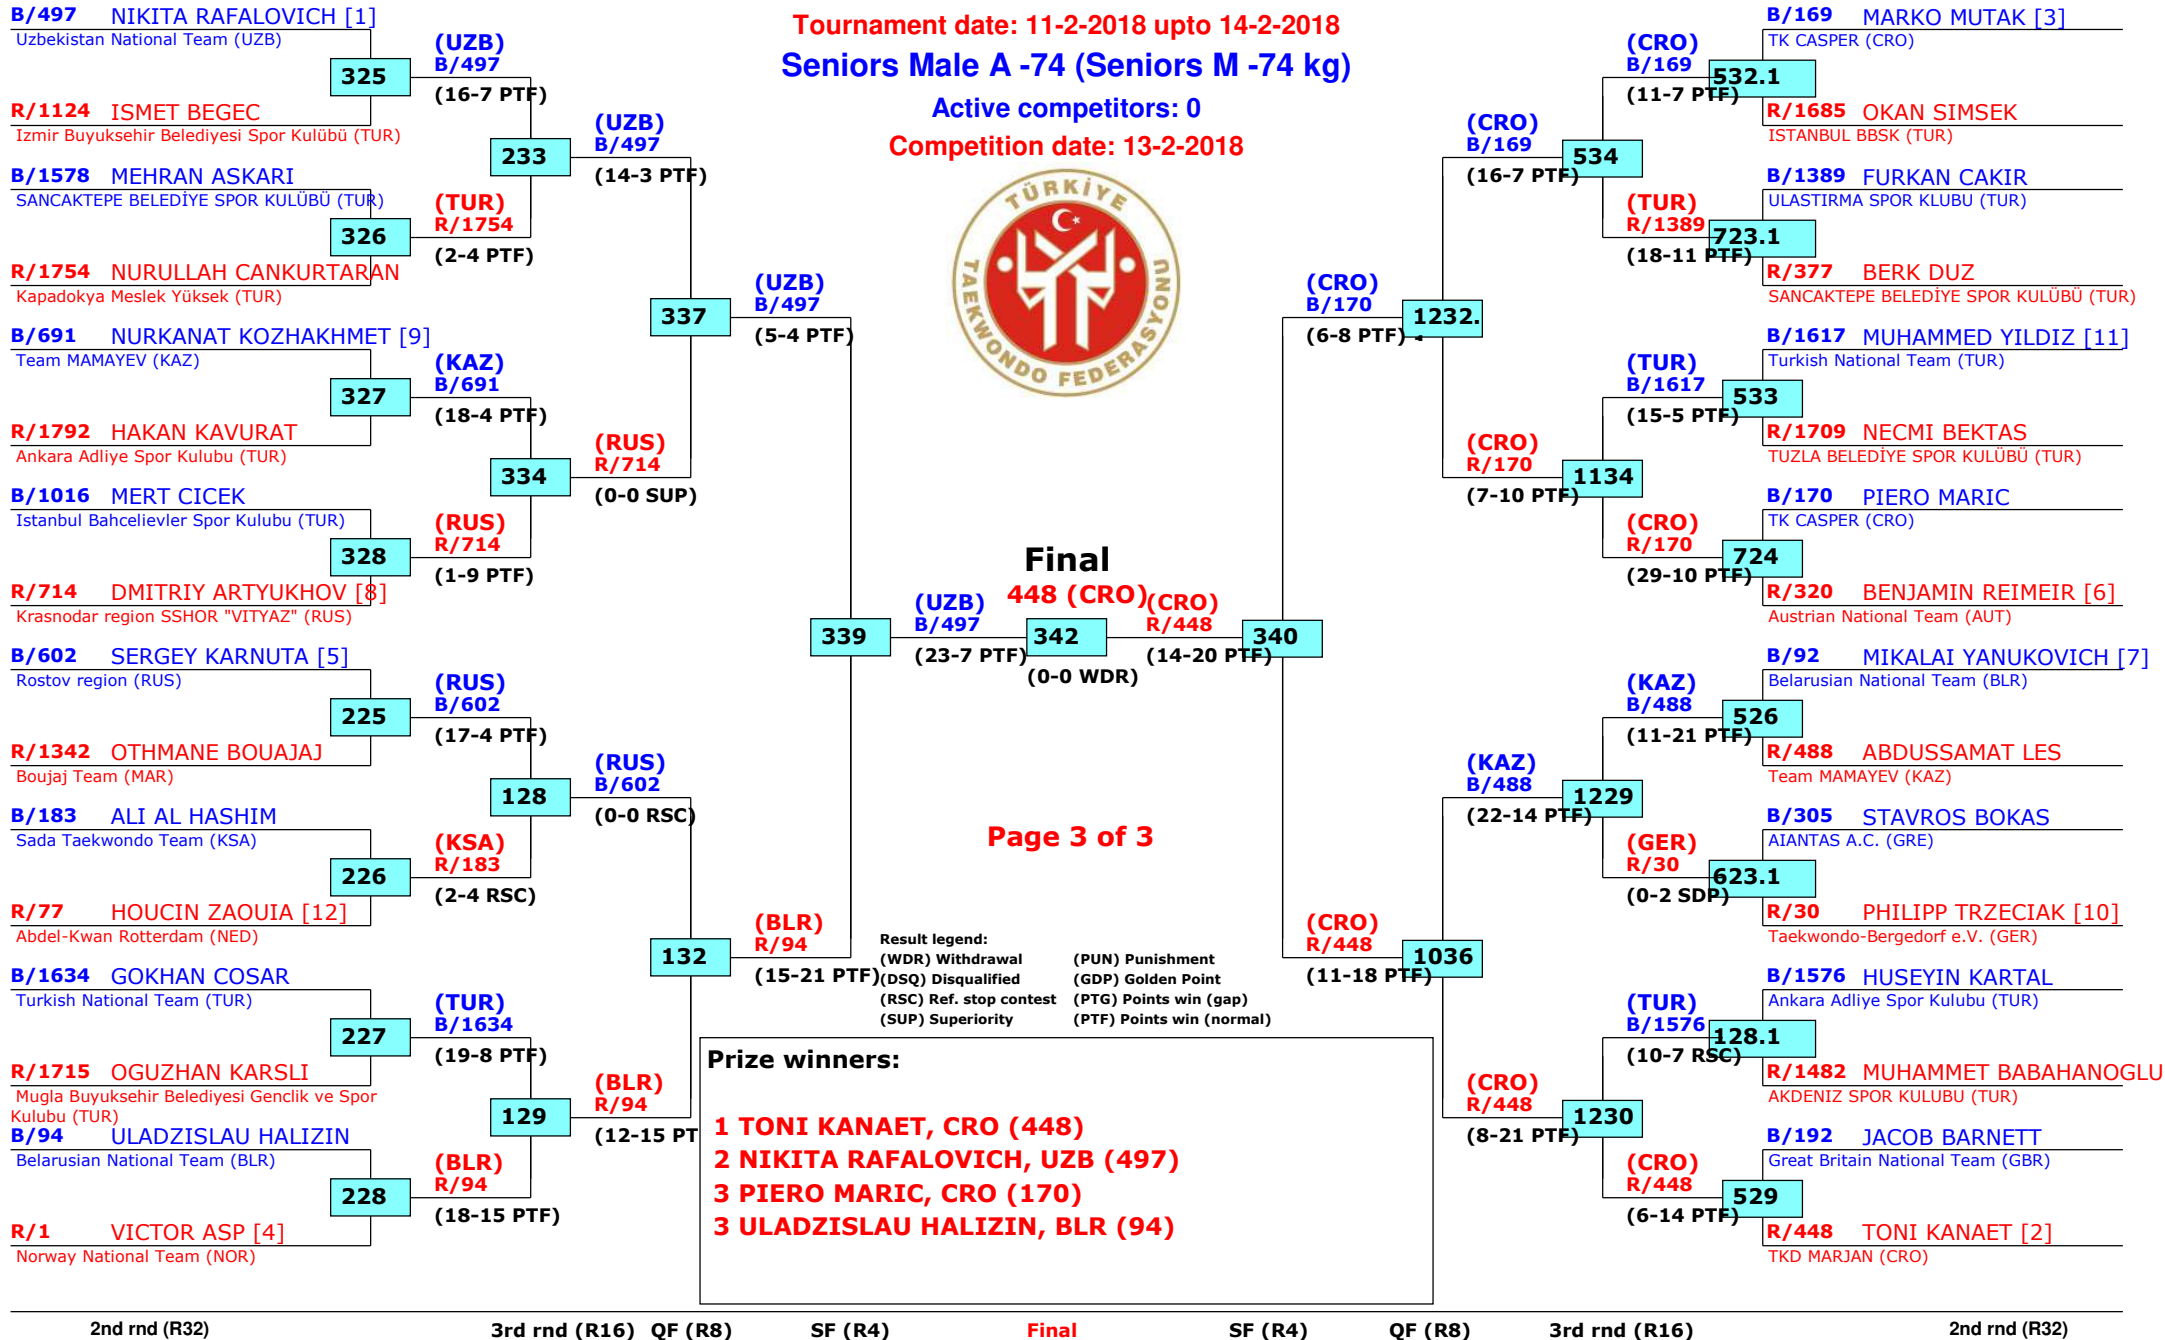 Tournament date: 11-2-2018 upto 14-2-2018
Seniors Male A -74 (Seniors M -74 kg)
Active competitors: 0
Competition date: 13-2-2018
TÜRKİYE
TAEKWONDO FEDERASYONU
B/497 NIKITA RAFALOVICH [1]
Uzbekistan National Team (UZB)
325
R/1124 ISMET BEGEC
Izmir Buyuksehir Belediyesi Spor Kulübü (TUR)
B/1578 MEHRAN ASKARI
SANCAKTEPE BELEDİYE SPOR KULÜBÜ (TUR)
326
R/1754 NURULLAH CANKURTARAN
Kapadokya Meslek Yüksek (TUR)
B/691 NURKANAT KOZHAKHMET [9]
Team MAMAYEV (KAZ)
327
R/1792 HAKAN KAVURAT
Ankara Adliye Spor Kulubu (TUR)
B/1016 MERT CICEK
Istanbul Bahcelievler Spor Kulubu (TUR)
328
R/714 DMITRIY ARTYUKHOV [8]
Krasnodar region SSHOR "VITYAZ" (RUS)
B/602 SERGEY KARNUTA [5]
Rostov region (RUS)
225
R/1342 OTHMANE BOUAJAJ
Boujaj Team (MAR)
B/183 ALI AL HASHIM
Sada Taekwondo Team (KSA)
226
R/77 HOUCIN ZAOUIA [12]
Abdel-Kwan Rotterdam (NED)
B/1634 GOKHAN COSAR
Turkish National Team (TUR)
227
R/1715 OGUZHAN KARSLI
Mugla Buyuksehir Belediyesi Genclik ve Spor
Kulubu (TUR)
B/94 ULADZISLAU HALIZIN
Belarusian National Team (BLR)
228
R/1 VICTOR ASP [4]
Norway National Team (NOR)
(UZB)
B/497
(16-7 PTF)
233
(TUR)
R/1754
(2-4 PTF)
(KAZ)
B/691
(18-4 PTF)
334
(RUS)
R/714
(1-9 PTF)
(RUS)
B/602
(17-4 PTF)
128
(KSA)
R/183
(2-4 RSC)
(TUR)
B/1634
(19-8 PTF)
129
(BLR)
R/94
(18-15 PTF)
(UZB)
B/497
(14-3 PTF)
337
(RUS)
R/714
(0-0 SUP)
(RUS)
B/602
(0-0 RSC)
132
(BLR)
R/94
(12-15 PT
(UZB)
B/497
(5-4 PTF)
339
(BLR)
R/94
(15-21 PTF)
(UZB)
B/497
(23-7 PTF)
Final
448 (CRO)
342
(0-0 WDR)
(CRO)
R/448
(14-20 PTF)
Page 3 of 3
(CRO)
B/170
(6-8 PTF)
340
(CRO)
R/448
(11-18 PTF)
(CRO)
B/169
(16-7 PTF)
1232.
(CRO)
R/170
(7-10 PTF)
(KAZ)
B/488
(22-14 PTF)
1036
(CRO)
R/448
(8-21 PTF)
(CRO)
B/169
(11-7 PTF)
534
(TUR)
R/1389
(18-11 PTF)
(TUR)
B/1617
(15-5 PTF)
1134
(CRO)
R/170
(29-10 PTF)
(KAZ)
B/488
(11-21 PTF)
1229
(GER)
R/30
(0-2 SDP)
(TUR)
B/1576
(10-7 RSC)
1230
(CRO)
R/448
(6-14 PTF)
B/169 MARKO MUTAK [3]
TK CASPER (CRO)
532.1
R/1685 OKAN SIMSEK
ISTANBUL BBSK (TUR)
B/1389 FURKAN CAKIR
ULASTIRMA SPOR KLUBU (TUR)
723.1
R/377 BERK DUZ
SANCAKTEPE BELEDİYE SPOR KULÜBÜ (TUR)
B/1617 MUHAMMED YILDIZ [11]
Turkish National Team (TUR)
533
R/1709 NECMI BEKTAS
TUZLA BELEDİYE SPOR KULÜBÜ (TUR)
B/170 PIERO MARIC
TK CASPER (CRO)
724
R/320 BENJAMIN REIMEIR [6]
Austrian National Team (AUT)
B/92 MIKALAI YANUKOVICH [7]
Belarusian National Team (BLR)
526
R/488 ABDUSSAMAT LES
Team MAMAYEV (KAZ)
B/305 STAVROS BOKAS
AIANTAS A.C. (GRE)
623.1
R/30 PHILIPP TRZECIAK [10]
Taekwondo-Bergedorf e.V. (GER)
B/1576 HUSEYIN KARTAL
Ankara Adliye Spor Kulubu (TUR)
128.1
R/1482 MUHAMMET BABAHANOGLU
AKDENIZ SPOR KULUBU (TUR)
B/192 JACOB BARNETT
Great Britain National Team (GBR)
529
R/448 TONI KANAET [2]
TKD MARJAN (CRO)
Result legend:
(WDR) Withdrawal (PUN) Punishment
(DSQ) Disqualified (GDP) Golden Point
(RSC) Ref. stop contest (PTG) Points win (gap)
(SUP) Superiority (PTF) Points win (normal)
Prize winners:
1 TONI KANAET, CRO (448)
2 NIKITA RAFALOVICH, UZB (497)
3 PIERO MARIC, CRO (170)
3 ULADZISLAU HALIZIN, BLR (94)
2nd rnd (R32) 3rd rnd (R16) QF (R8) SF (R4) Final SF (R4) QF (R8) 3rd rnd (R16) 2nd rnd (R32)